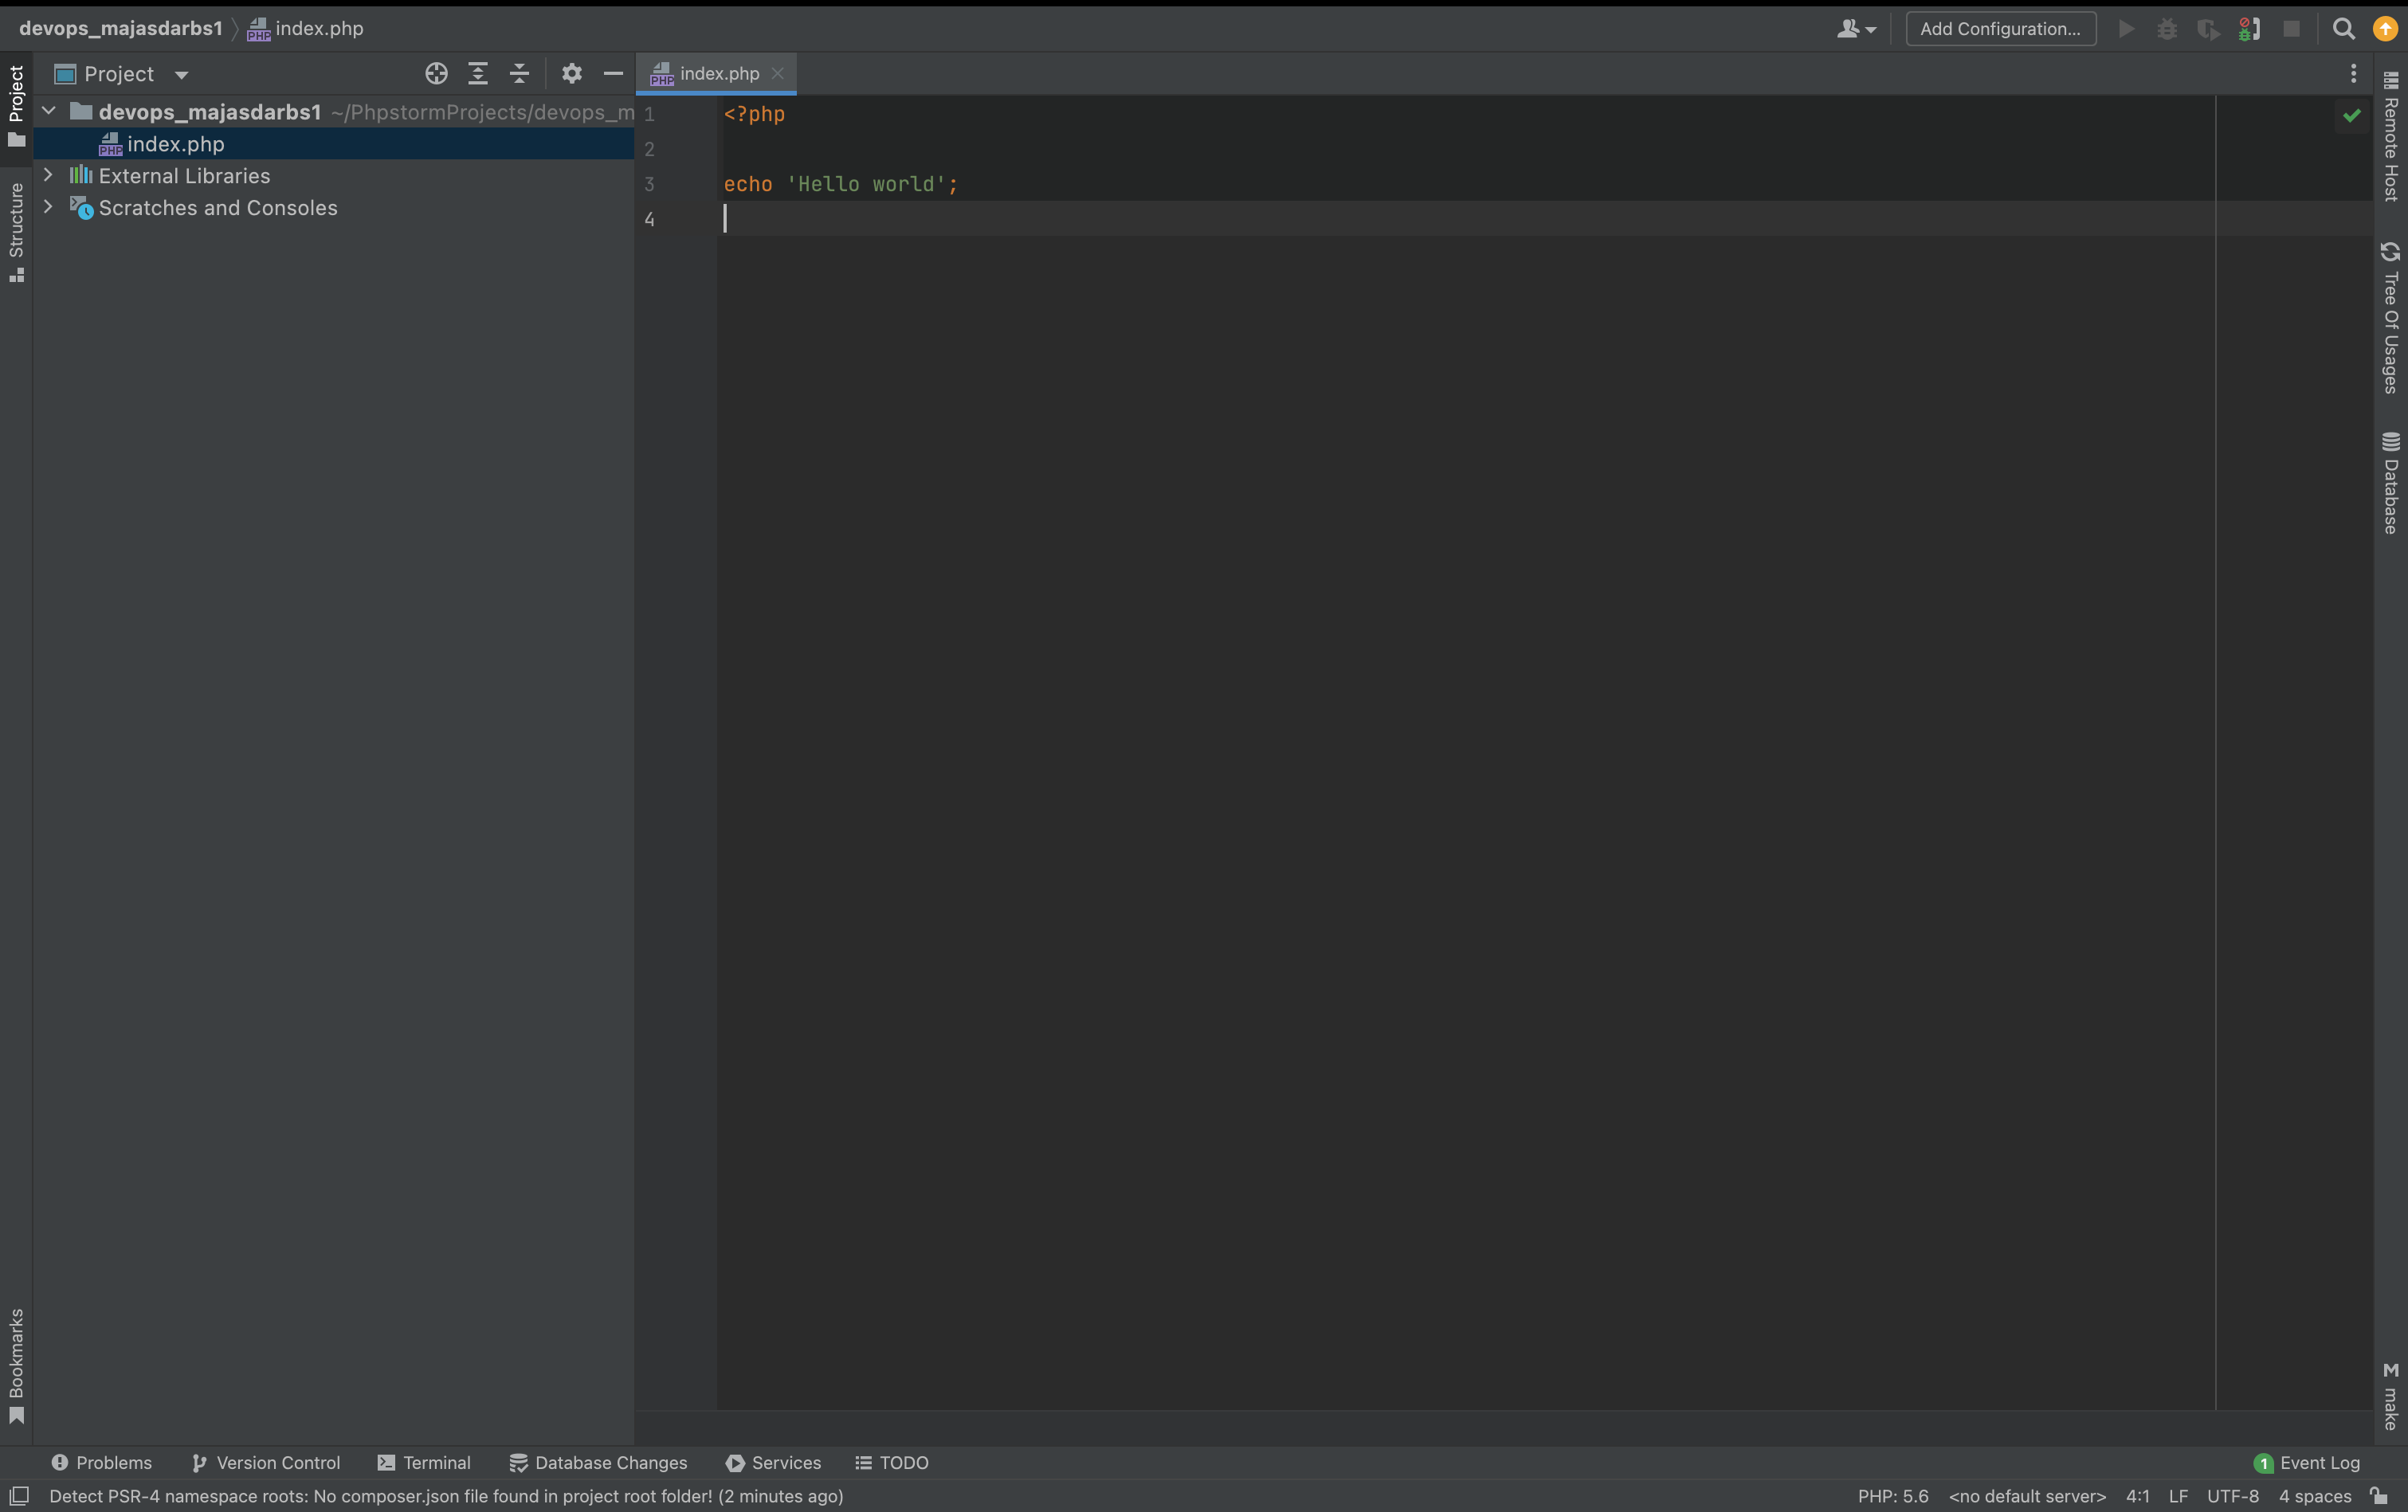 devops_majasdarbs1
index.php
Add Configuration...
Project
index.php
devops_majasdarbs1 ~/PhpstormProjects/devops_m
index.php
External Libraries
Scratches and Consoles
1 <?php
2
3 echo 'Hello world';
4
Project
Structure
Bookmarks
Remote Host
Tree Of Usages
Database
make
Problems
Version Control
Terminal
Database Changes
Services
TODO
1 Event Log
Detect PSR-4 namespace roots: No composer.json file found in project root folder! (2 minutes ago)
PHP: 5.6 <no default server> 4:1 LF UTF-8 4 spaces